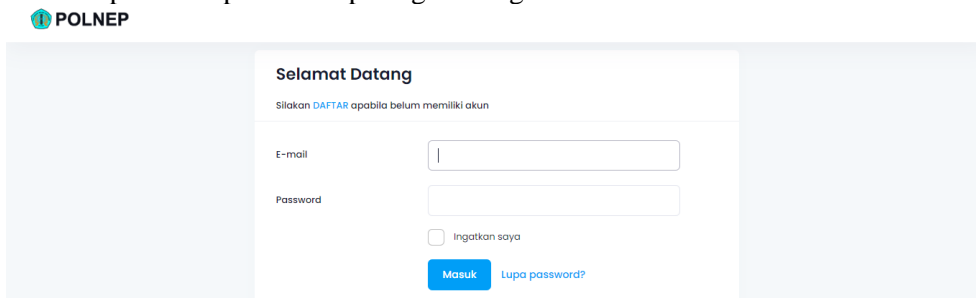 POLNEP
Selamat Datang
Silakan DAFTAR apabila belum memiliki akun
E-mail
Password
Ingatkan saya
Masuk Lupa password?